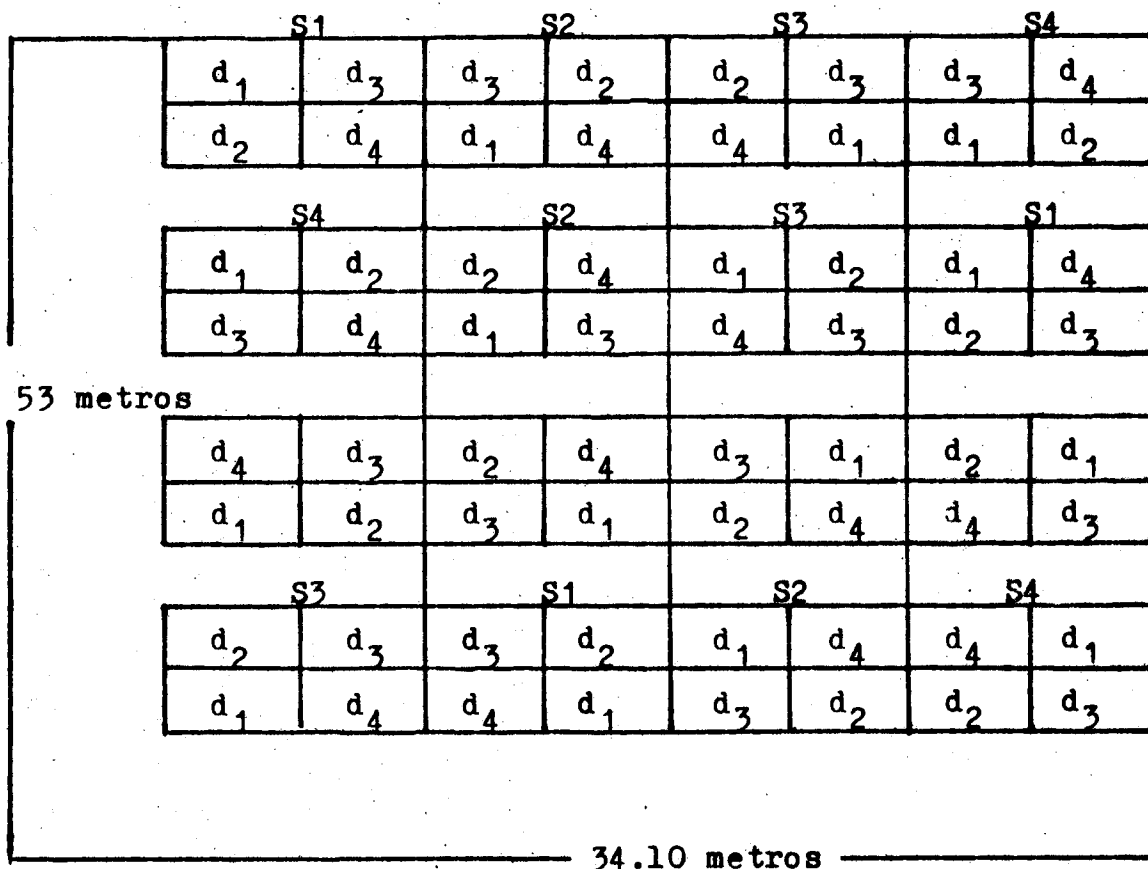 S1 S2 S3 S4
d1 d3 d3 d2 d2 d3 d3 d4
d2 d4 d1 d4 d4 d1 d1 d2
S4 S2 S3 S1
d1 d2 d2 d4 d1 d2 d1 d4
d3 d4 d1 d3 d4 d3 d2 d3
53 metros
d4 d3 d2 d4 d3 d1 d2 d1
d1 d2 d3 d1 d2 d4 d4 d3
S3 S1 S2 S4
d2 d3 d3 d2 d1 d4 d4 d1
d1 d4 d4 d1 d3 d2 d2 d3
34.10 metros